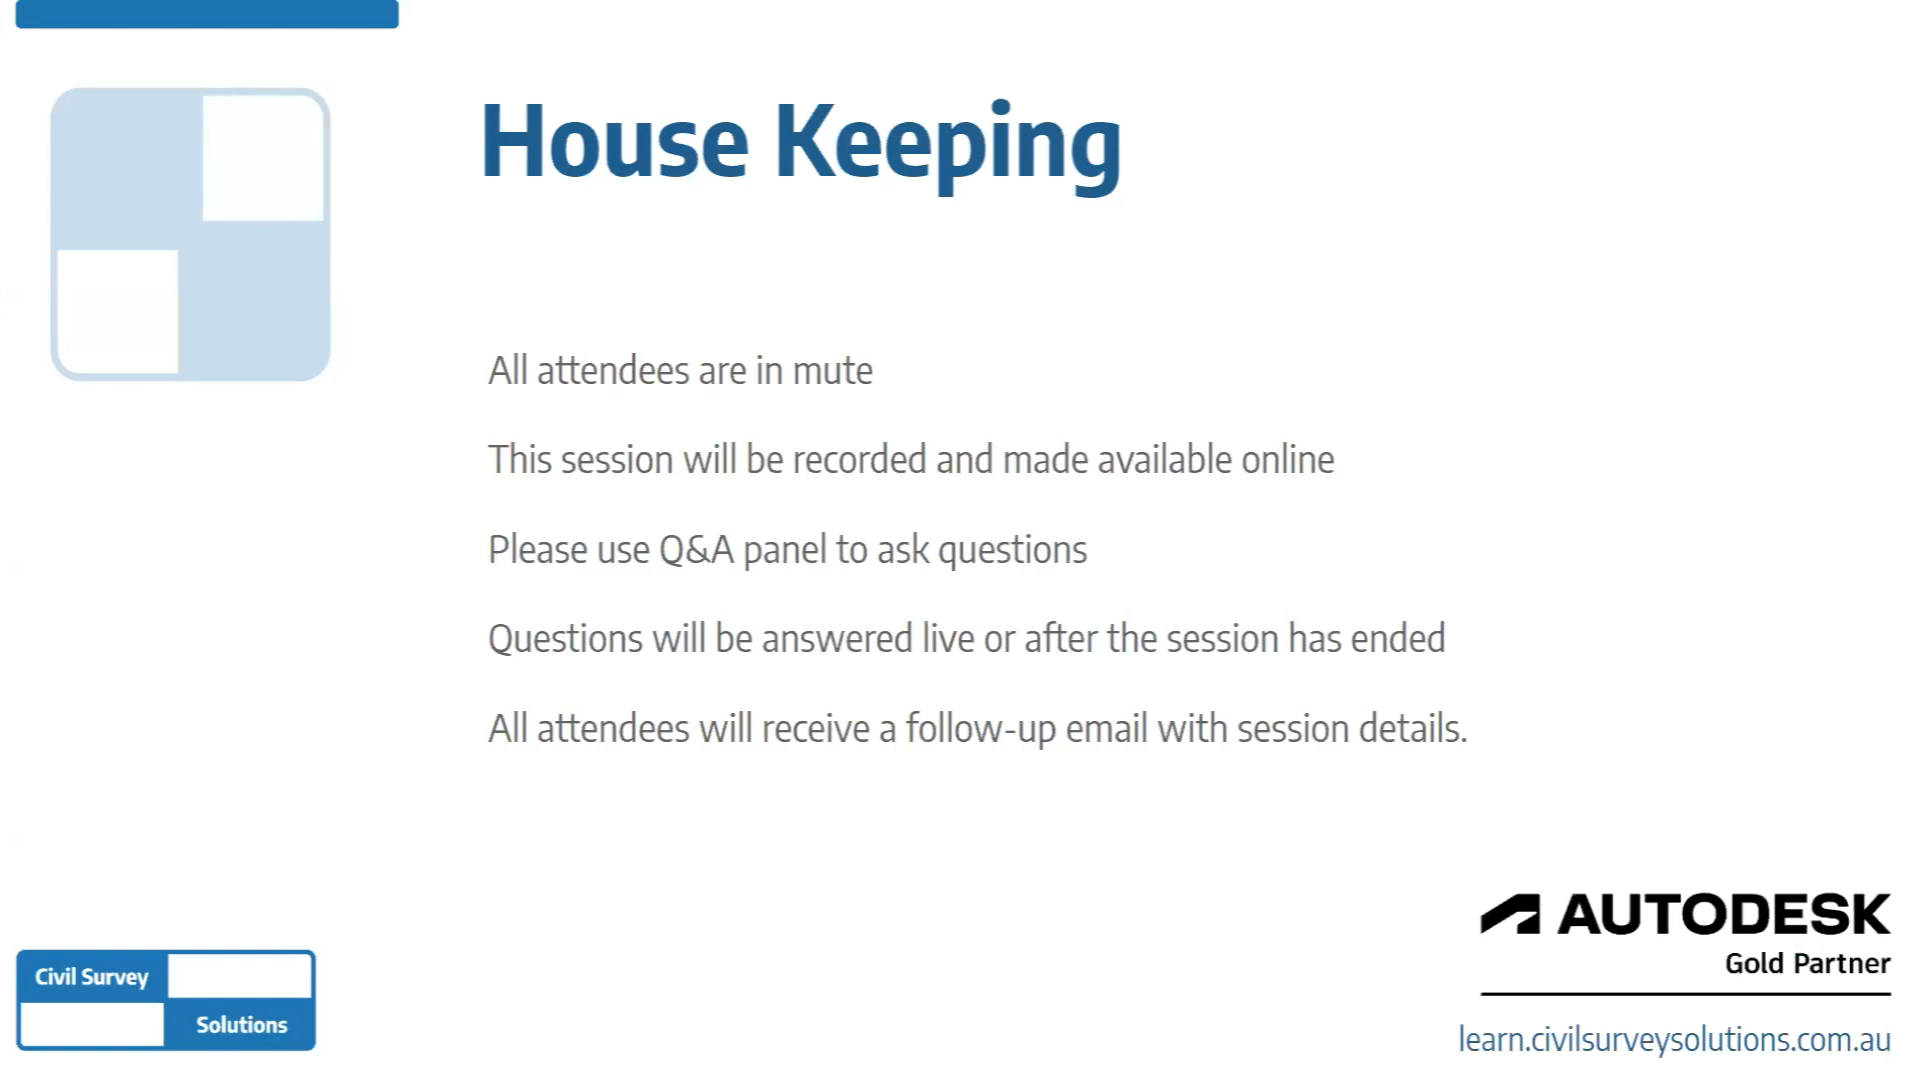 House Keeping
All attendees are in mute
This session will be recorded and made available online
Please use Q&A panel to ask questions
Questions will be answered live or after the session has ended
All attendees will receive a follow-up email with session details.
Civil Survey
Solutions
AUTODESK
Gold Partner
learn.civilsurveysolutions.com.au